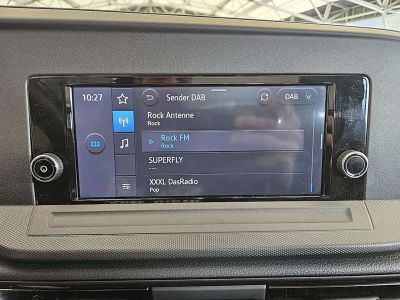 10:27
Sender DAB
DAB
Rock Antenne
Rock
Rock FM
Rock
SUPERFLY
---
XXXL DasRadio
Pop